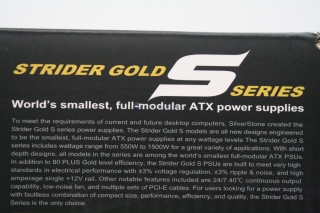 STRIDER GOLD S SERIES
World's smallest, full-modular ATX power supplies
To meet the requirements of current and future desktop computers, SilverStone created the
Strider Gold S series power supplies. The Strider Gold S models are all new designs engineered
to be the smallest, full-modular ATX power supplies at any wattage levels. The Strider Gold S
series includes wattage range from 550W to 1500W for a great variety of applications. With short
depth designs, all models in the series are among the world's smallest full-modular ATX PSUs.
In addition to 80 PLUS Gold level efficiency, the Strider Gold S PSUs are built to meet very high
standards in electrical performance with ±3% voltage regulation, ±3% ripple & noise, and high
amperage single +12V rail. Other notable features included are 24/7 40°C continuous output
capability, low-noise fan, and multiple sets of PCI-E cables. For users looking for a power supply
with faultless combination of compact size, performance, efficiency, and quality, the Strider Gold S
Series is the only choice.